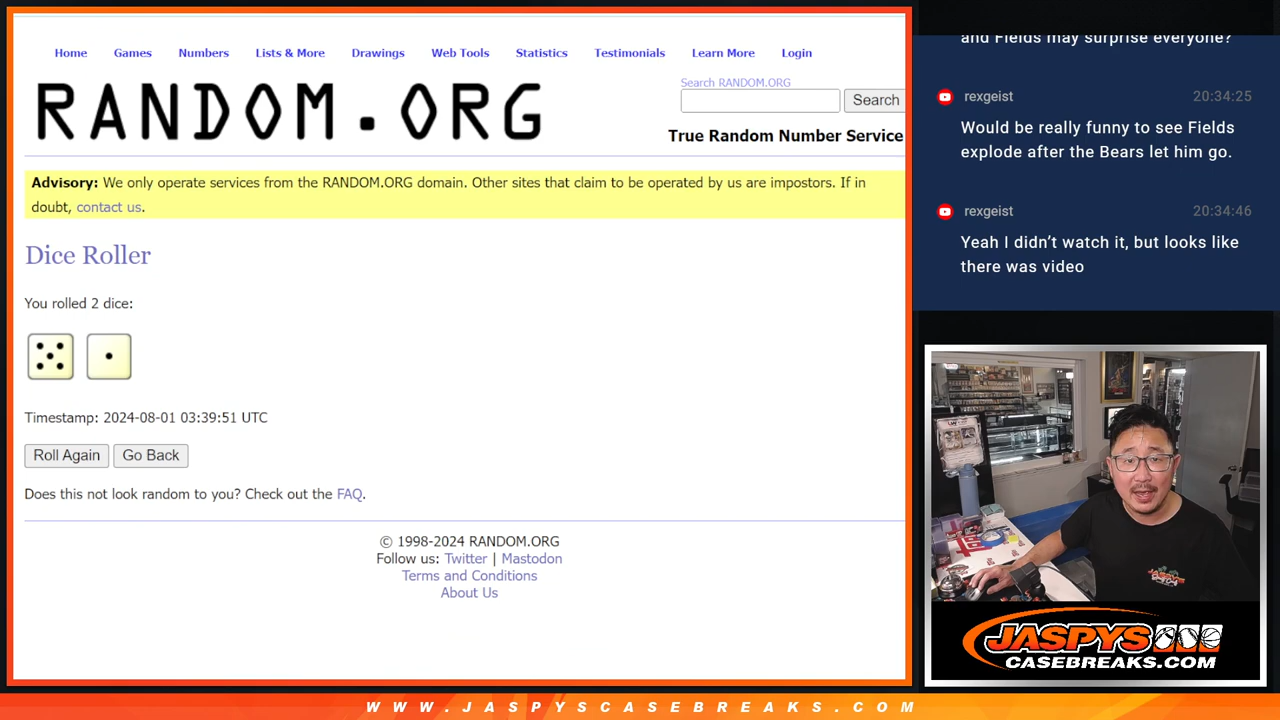 Home Games Numbers Lists & More Drawings Web Tools Statistics Testimonials Learn More Login
RANDOM.ORG
Search RANDOM.ORG
Search
True Random Number Service
Advisory: We only operate services from the RANDOM.ORG domain. Other sites that claim to be operated by us are impostors. If in
doubt, contact us.
Dice Roller
You rolled 2 dice:
Timestamp: 2024-08-01 03:39:51 UTC
Roll Again Go Back
Does this not look random to you? Check out the FAQ.
© 1998-2024 RANDOM.ORG
Follow us: Twitter | Mastodon
Terms and Conditions
About Us
and Fields may surprise everyone?
rexgeist 20:34:25
Would be really funny to see Fields
explode after the Bears let him go.
rexgeist 20:34:46
Yeah I didn’t watch it, but looks like
there was video
JASPYS
CASEBREAKS.COM
WWW.JASPYSCASEBREAKS.COM